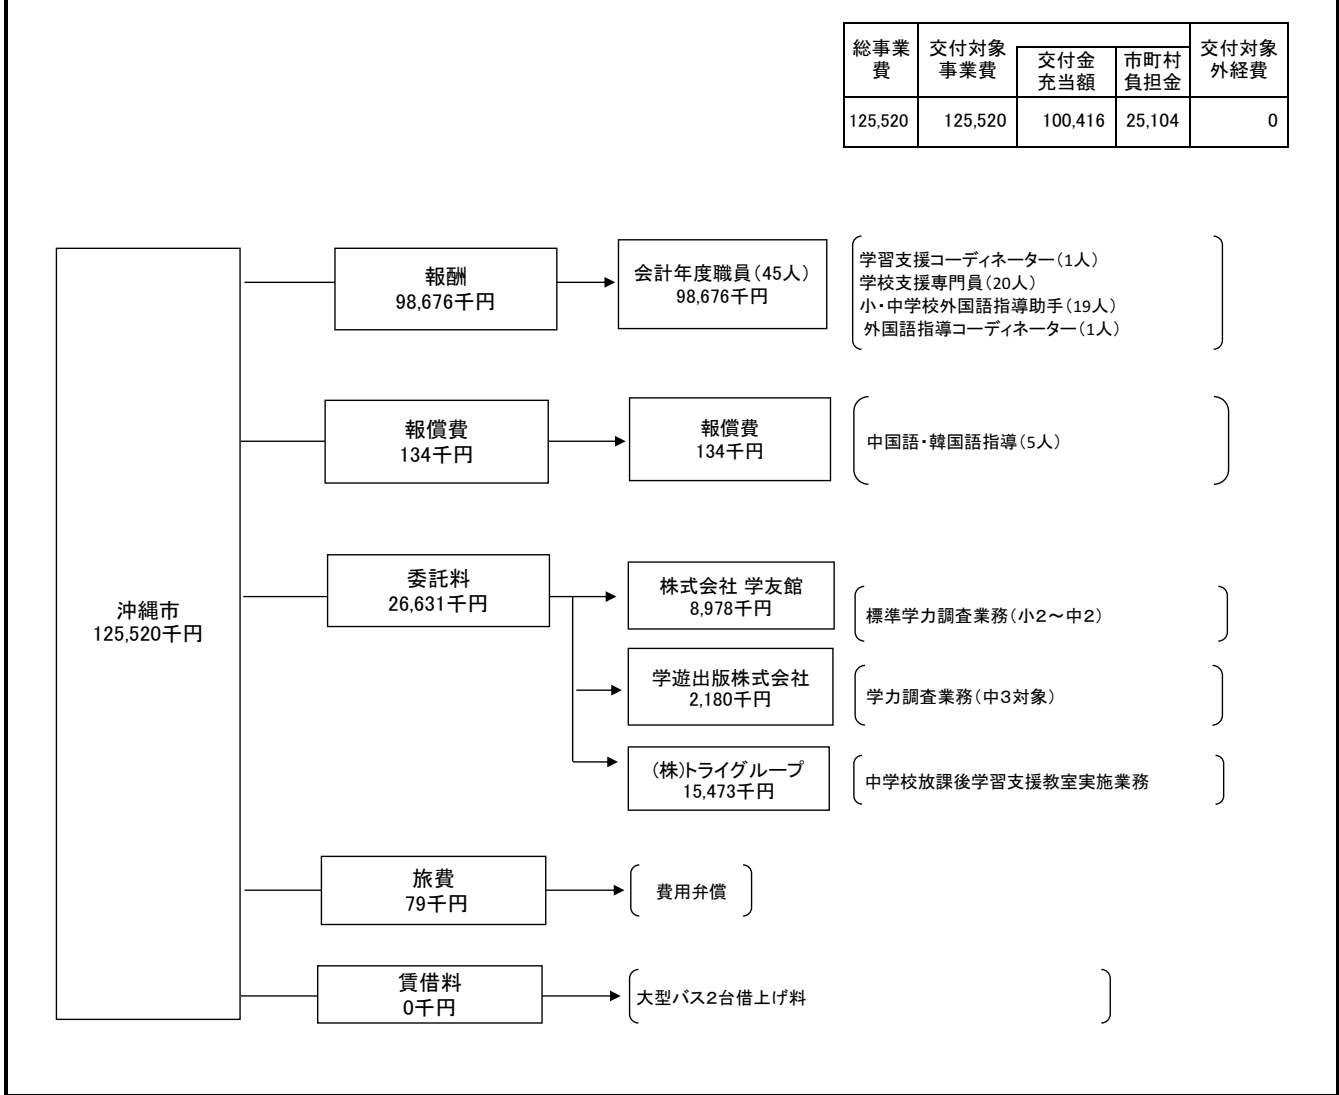 総事業
費
交付対象
事業費
交付金
充当額
市町村
負担金
交付対象
外経費
125,520
125,520
100,416
25,104
0
沖縄市
125,520千円
報酬
98,676千円
会計年度職員(45人)
98,676千円
学習支援コーディネーター(1人)
学校支援専門員(20人)
小・中学校外国語指導助手(19人)
外国語指導コーディネーター(1人)
報償費
134千円
報償費
134千円
中国語・韓国語指導(5人)
委託料
26,631千円
株式会社 学友館
8,978千円
標準学力調査業務(小2~中2)
学遊出版株式会社
2,180千円
学力調査業務(中3対象)
(株)トライグループ
15,473千円
中学校放課後学習支援教室実施業務
旅費
79千円
費用弁償
賃借料
0千円
大型バス2台借上げ料